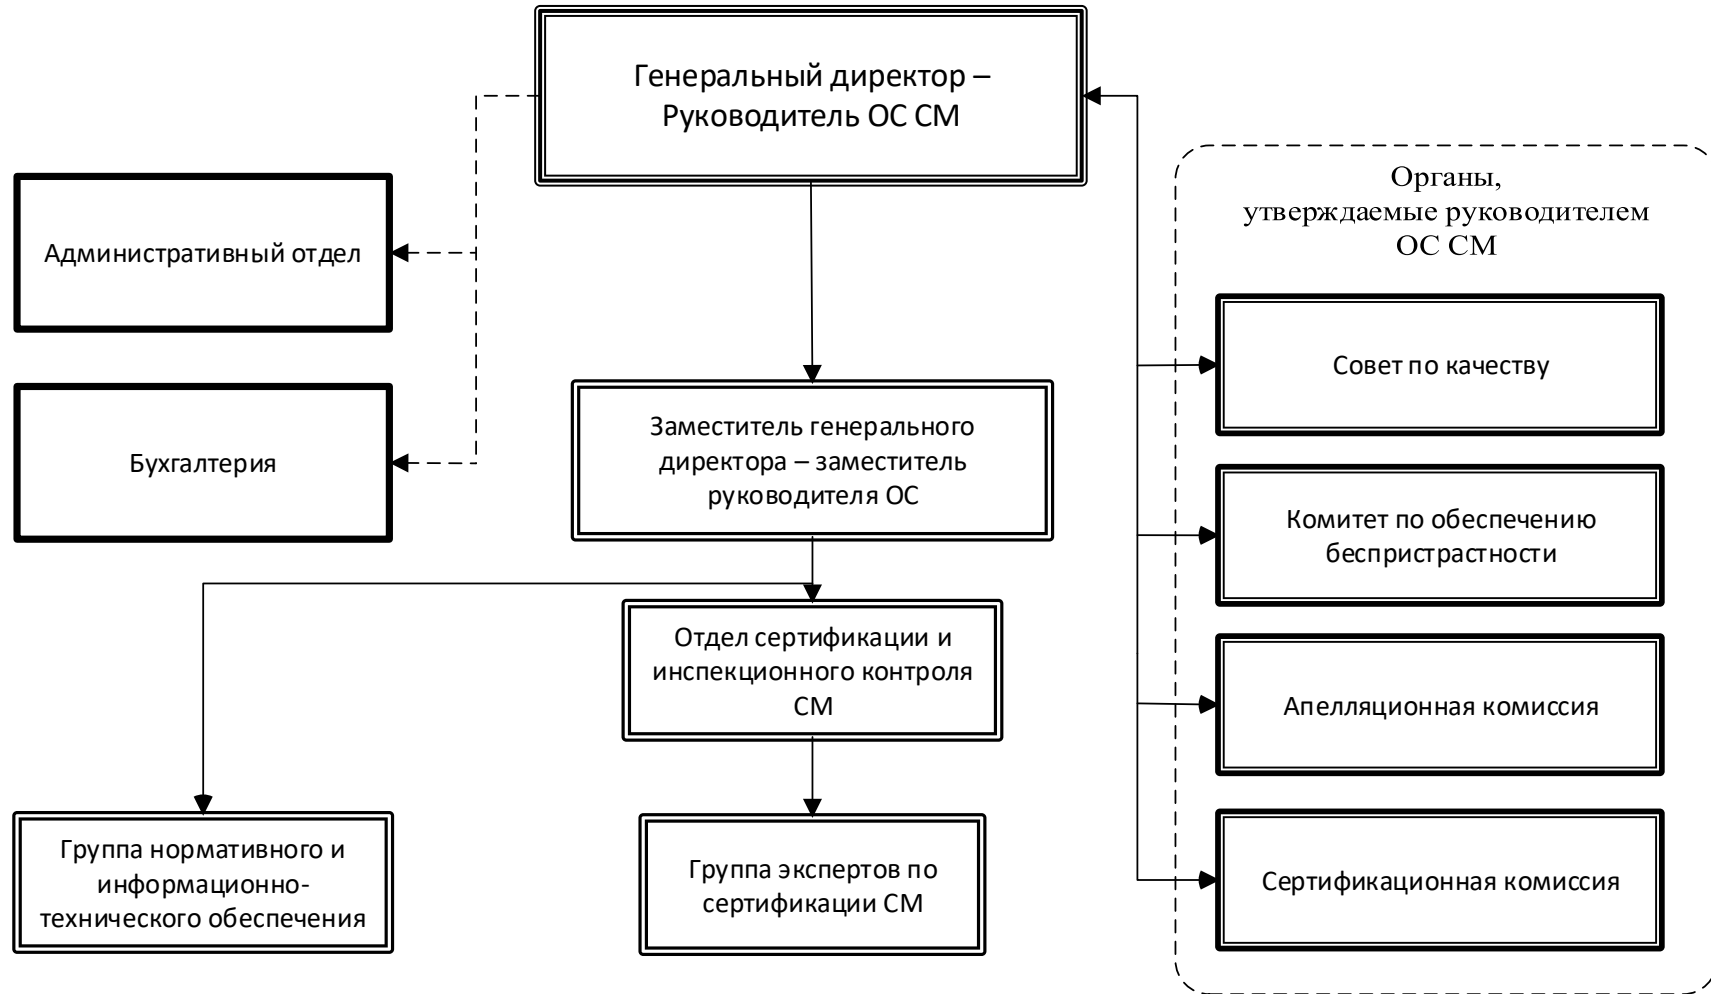 Генеральный директор –
Руководитель ОС СМ
Административный отдел
Бухгалтерия
Заместитель генерального
директора – заместитель
руководителя ОС
Отдел сертификации и
инспекционного контроля
СМ
Группа нормативного и
информационно-
технического обеспечения
Группа экспертов по
сертификации СМ
Органы,
утверждаемые руководителем
ОС СМ
Совет по качеству
Комитет по обеспечению
беспристрастности
Апелляционная комиссия
Сертификационная комиссия